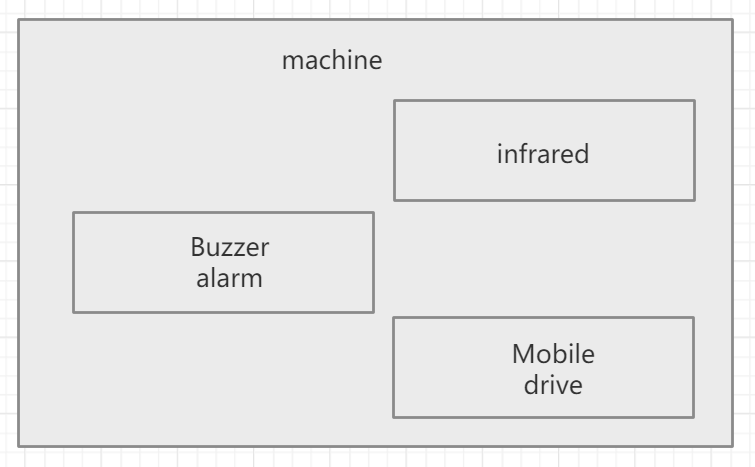 machine
infrared
Buzzer
alarm
Mobile
drive